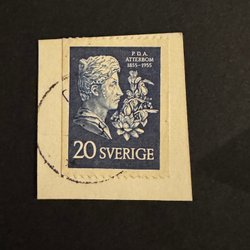 P.D.A.
ATTERBOM
1855-1955
20 SVERIGE